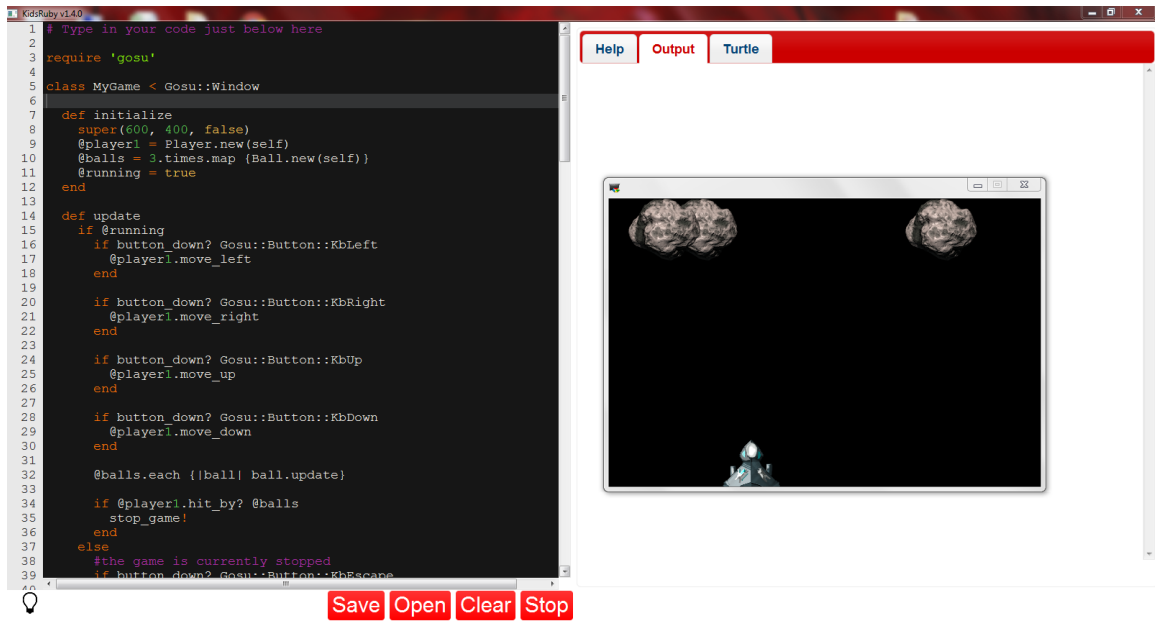 KidsRuby v1.4.0
1 # Type in your code just below here
2
3 require 'gosu'
4
5 class MyGame < Gosu::Window
6
7   def initialize
8     super(600, 400, false)
9     @player1 = Player.new(self)
10     @balls = 3.times.map {Ball.new(self)}
11     @running = true
12   end
13
14   def update
15     if @running
16       if button_down? Gosu::Button::KbLeft
17         @player1.move_left
18       end
19
20       if button_down? Gosu::Button::KbRight
21         @player1.move_right
22       end
23
24       if button_down? Gosu::Button::KbUp
25         @player1.move_up
26       end
27
28       if button_down? Gosu::Button::KbDown
29         @player1.move_down
30       end
31
32       @balls.each {|ball| ball.update}
33
34       if @player1.hit_by? @balls
35         stop_game!
36       end
37     else
38       #the game is currently stopped
39       if button_down? Gosu::Button::KbEscape
40
Save Open Clear Stop
Help Output Turtle